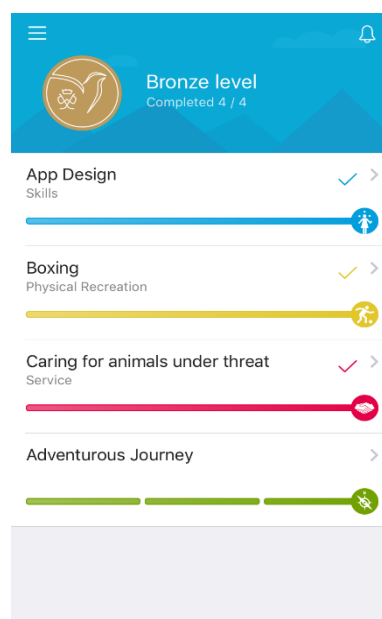 Bronze level
Completed 4 / 4
App Design
Skills
Boxing
Physical Recreation
Caring for animals under threat
Service
Adventurous Journey